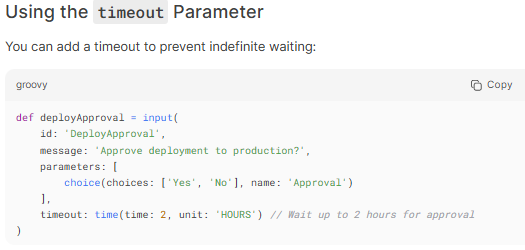 Using the timeout Parameter
You can add a timeout to prevent indefinite waiting:
groovy
Copy
def deployApproval = input(
    id: 'DeployApproval',
    message: 'Approve deployment to production?',
    parameters: [
        choice(choices: ['Yes', 'No'], name: 'Approval')
    ],
    timeout: time(time: 2, unit: 'HOURS') // Wait up to 2 hours for approval
)